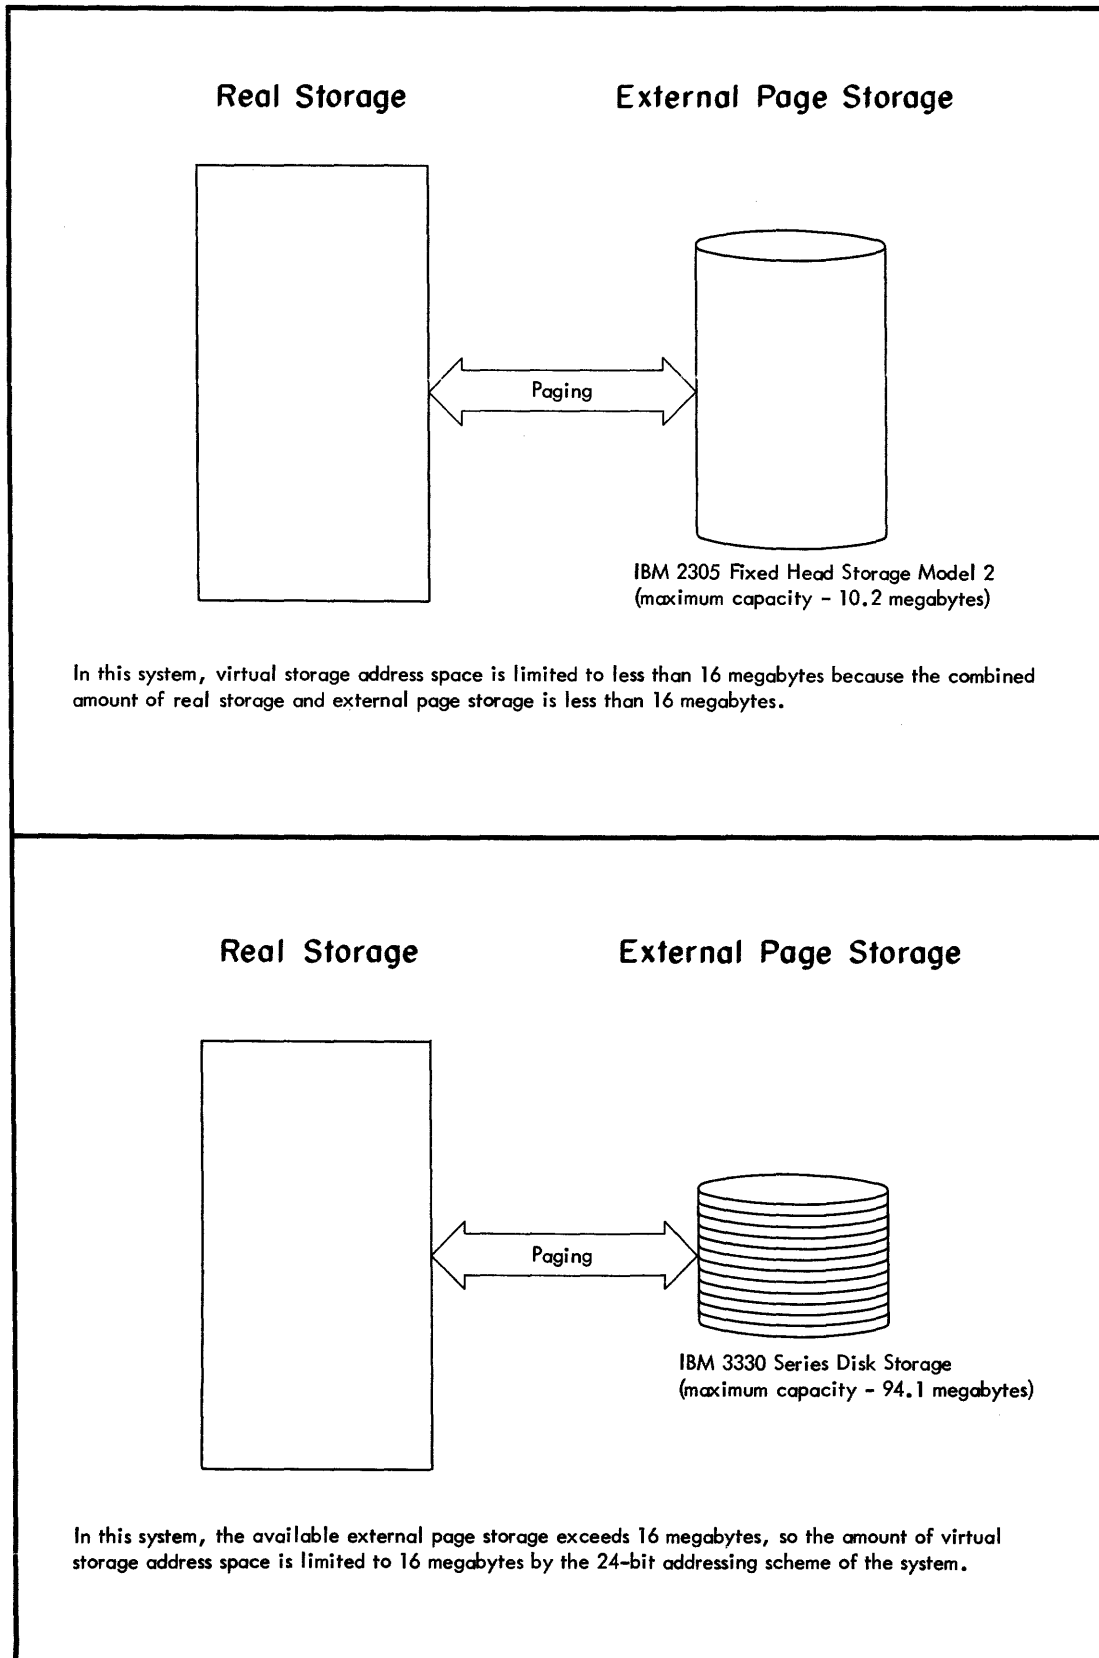 Real Storage
External Page Storage
Paging
IBM 2305 Fixed Head Storage Model 2
(maximum capacity - 10.2 megabytes)
In this system, virtual storage address space is limited to less than 16 megabytes because the combined
amount of real storage and external page storage is less than 16 megabytes.
Real Storage
External Page Storage
Paging
IBM 3330 Series Disk Storage
(maximum capacity - 94.1 megabytes)
In this system, the available external page storage exceeds 16 megabytes, so the amount of virtual
storage address space is limited to 16 megabytes by the 24-bit addressing scheme of the system.